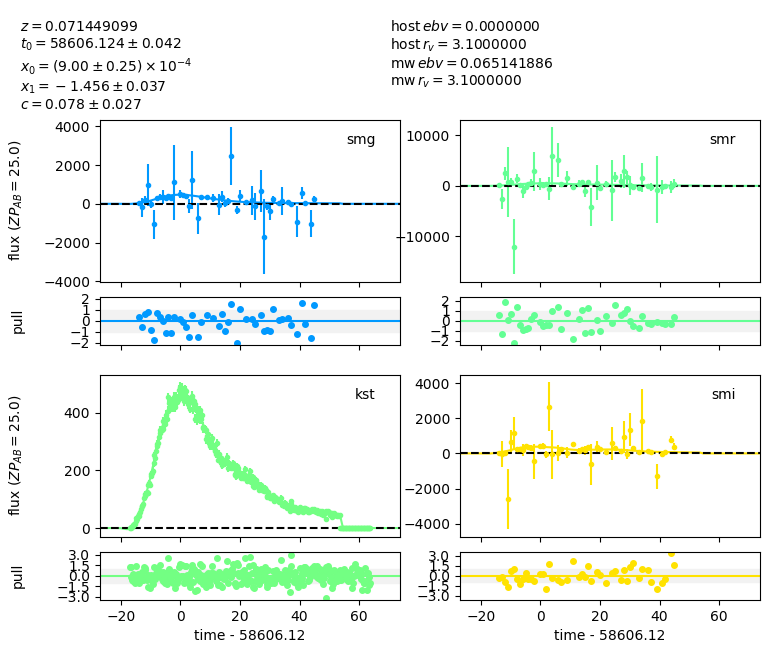 z = 0.071449099
t₀ = 58606.124 ± 0.042
x₀ = (9.00 ± 0.25) × 10⁻⁴
x₁ = −1.456 ± 0.037
c = 0.078 ± 0.027
host ebv = 0.0000000
host r_v = 3.1000000
mw ebv = 0.065141886
mw r_v = 3.1000000
flux (ZP_AB = 25.0)
4000
2000
0
−2000
−4000
smg
10000
0
−10000
smr
pull
2
1
0
−1
−2
2
1
0
−1
−2
flux (ZP_AB = 25.0)
400
200
0
kst
4000
2000
0
−2000
−4000
smi
pull
3.0
1.5
0.0
−1.5
−3.0
3.0
1.5
0.0
−1.5
−3.0
−20 0 20 40 60
−20 0 20 40 60
time - 58606.12
time - 58606.12